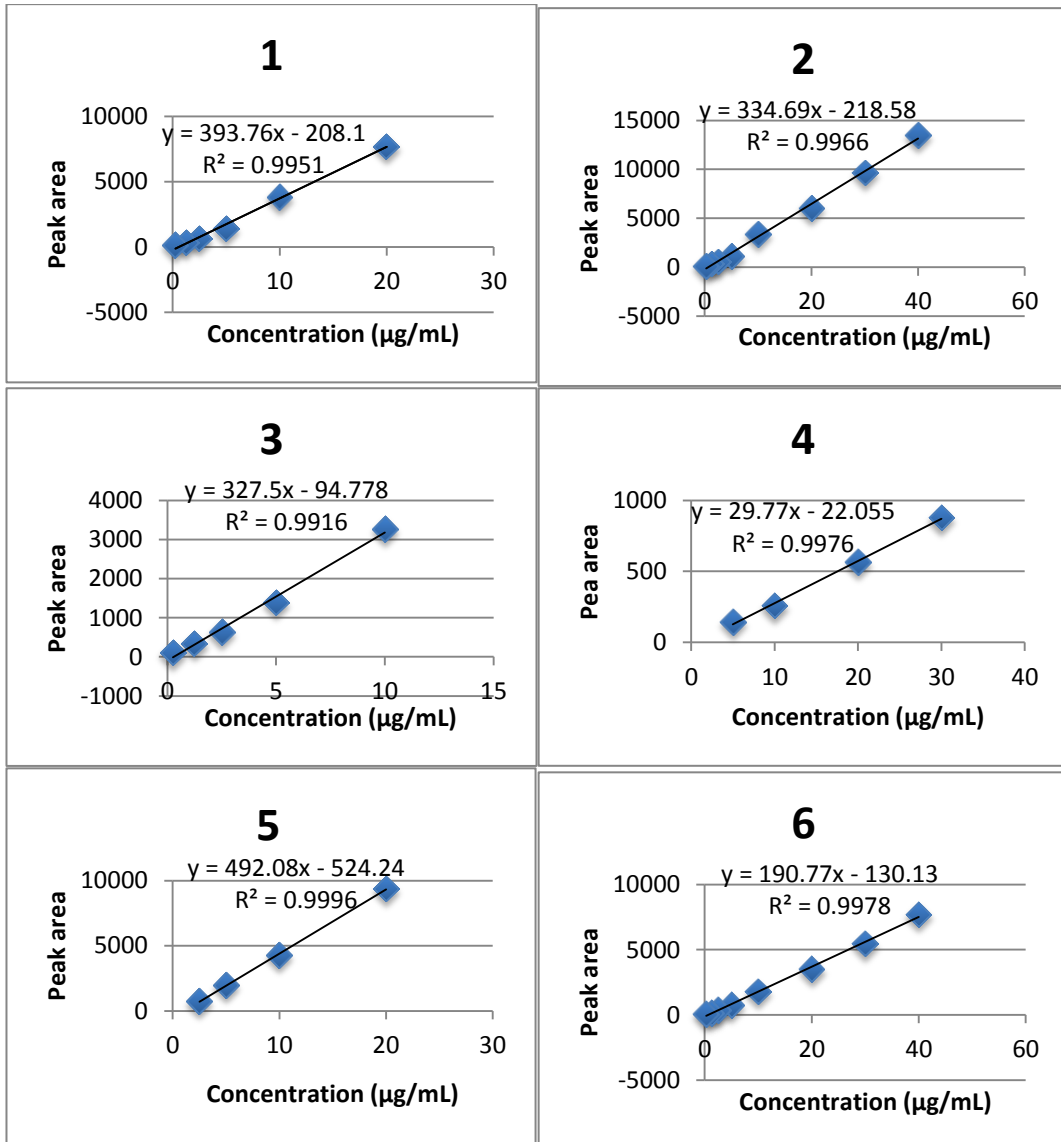 1
y = 393.76x - 208.1
R² = 0.9951
10000
5000
0
-5000
0 10 20 30
Peak area
Concentration (µg/mL)
2
y = 334.69x - 218.58
R² = 0.9966
15000
10000
5000
0
-5000
0 20 40 60
Peak area
Concentration (µg/mL)
3
y = 327.5x - 94.778
R² = 0.9916
4000
3000
2000
1000
0
-1000
0 5 10 15
Peak area
Concentration (µg/mL)
4
y = 29.77x - 22.055
R² = 0.9976
1000
500
0
0 10 20 30 40
Pea area
Concentration (µg/mL)
5
y = 492.08x - 524.24
R² = 0.9996
10000
5000
0
0 10 20 30
Peak area
Concentration (µg/mL)
6
y = 190.77x - 130.13
R² = 0.9978
10000
5000
0
-5000
0 20 40 60
Peak area
Concentration (µg/mL)